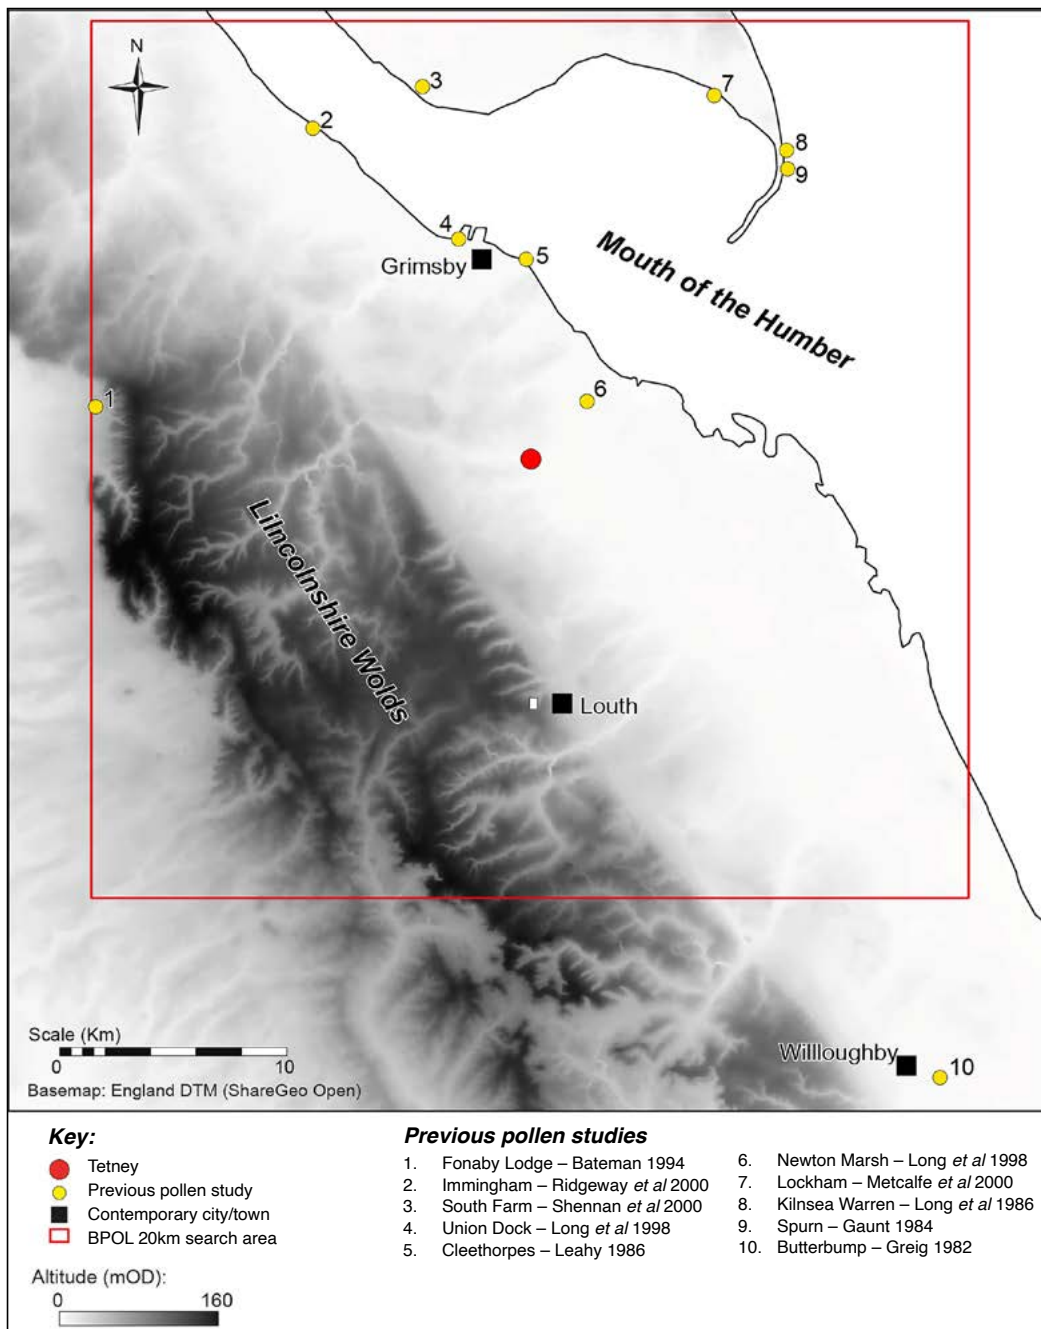 N
3
7
2
8
9
4
5
Grimsby
Mouth of the Humber
6
1
Lilncolnshire Wolds
Louth
Scale (Km)
0 10
Basemap: England DTM (ShareGeo Open)
Willloughby
10
Key:
Tetney
Previous pollen study
Contemporary city/town
BPOL 20km search area
Altitude (mOD):
0 160
Previous pollen studies
1. Fonaby Lodge – Bateman 1994
2. Immingham – Ridgeway et al 2000
3. South Farm – Shennan et al 2000
4. Union Dock – Long et al 1998
5. Cleethorpes – Leahy 1986
6. Newton Marsh – Long et al 1998
7. Lockham – Metcalfe et al 2000
8. Kilnsea Warren – Long et al 1986
9. Spurn – Gaunt 1984
10. Butterbump – Greig 1982